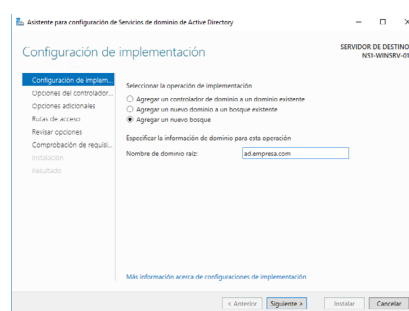 Asistente para configuración de Servicios de dominio de Active Directory
Configuración de implementación
SERVIDOR DE DESTINO
NS1-WINSRV-01
Configuración de implem...
Opciones del controlador...
Opciones adicionales
Rutas de acceso
Revisar opciones
Comprobación de requisi...
Instalación
Resultado
Seleccionar la operación de implementación
Agregar un controlador de dominio a un dominio existente
Agregar un nuevo dominio a un bosque existente
Agregar un nuevo bosque
Especificar la información de dominio para esta operación
Nombre de dominio raíz:
ad.empresa.com
Más información acerca de configuraciones de implementación
< Anterior
Siguiente >
Instalar
Cancelar